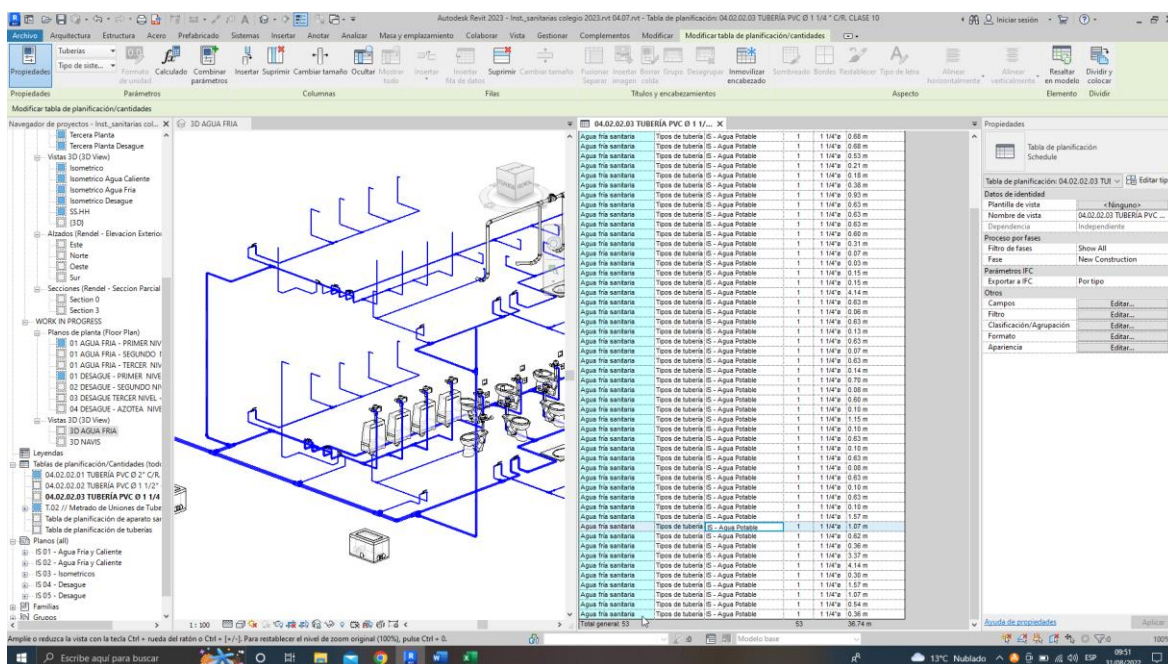 Autodesk Revit 2023 - Inst._sanitarias colegio 2023.rvt 04.07.rvt - Tabla de planificación: 04.02.02.03 TUBERÍA PVC Ø 1 1/4 " C/R. CLASE 10
Iniciar sesión
Archivo Arquitectura Estructura Acero Prefabricado Sistemas Insertar Anotar Analizar Masa y emplazamiento Colaborar Vista Gestionar Complementos Modificar Modificar tabla de planificación/cantidades
Propiedades
Tuberías
Tipo de siste...
Formato de unidad
Calculado
Combinar parámetros
Insertar Suprimir Cambiar tamaño Ocultar Mostrar todo
Insertar
Insertar fila de datos
Suprimir Cambiar tamaño
Fusionar Separar
Insertar imagen
Borrar celda
Grupo Desagrupar
Inmovilizar encabezado
Sombreado Bordes Restablecer Tipo de letra
Alinear horizontalmente
Alinear verticalmente
Resaltar en modelo
Dividir y colocar
Propiedades Parámetros Columnas Filas Títulos y encabezamientos Aspecto Elemento Dividir
Modificar tabla de planificación/cantidades
Navegador de proyectos - Inst._sanitarias col...
Tercera Planta
Tercera Planta Desague
Vistas 3D (3D View)
Isometrico
Isometrico Agua Caliente
Isometrico Agua Fria
Isometrico Desague
SS.HH
{3D}
Alzados (Rendel - Elevacion Exterior
Este
Norte
Oeste
Sur
Secciones (Rendel - Seccion Parcial
Section 0
Section 3
WORK IN PROGRESS
Planos de planta (Floor Plan)
01 AGUA FRIA - PRIMER NIV
01 AGUA FRIA - SEGUNDO
01 AGUA FRIA - TERCER NIV
01 DESAGUE - PRIMER NIVE
02 DESAGUE - SEGUNDO NIV
03 DESAGUE TERCER NIVEL -
04 DESAGUE - AZOTEA NIVE
Vistas 3D (3D View)
3D AGUA FRIA
3D NAVIS
Leyendas
Tablas de planificación/Cantidades (todo
04.02.02.01 TUBERÍA PVC Ø 2" C/R.
04.02.02.02 TUBERÍA PVC Ø 1 1/2"
04.02.02.03 TUBERÍA PVC Ø 1 1/4
T.02 // Metrado de Uniones de Tube
Tabla de planificación de aparato sar
Tabla de planificación de tuberías
Planos (all)
IS 01 - Agua Fria y Caliente
IS 02 - Agua Fria y Caliente
IS 03 - Isometricos
IS 04 - Desague
IS 05 - Desague
Familias
Grupos
3D AGUA FRIA
1 : 100
04.02.02.03 TUBERÍA PVC Ø 1 1/...
Agua fría sanitaria Tipos de tubería IS - Agua Potable 1 1 1/4"ø 0.68 m
Agua fría sanitaria Tipos de tubería IS - Agua Potable 1 1 1/4"ø 0.68 m
Agua fría sanitaria Tipos de tubería IS - Agua Potable 1 1 1/4"ø 0.53 m
Agua fría sanitaria Tipos de tubería IS - Agua Potable 1 1 1/4"ø 0.21 m
Agua fría sanitaria Tipos de tubería IS - Agua Potable 1 1 1/4"ø 0.18 m
Agua fría sanitaria Tipos de tubería IS - Agua Potable 1 1 1/4"ø 0.38 m
Agua fría sanitaria Tipos de tubería IS - Agua Potable 1 1 1/4"ø 0.93 m
Agua fría sanitaria Tipos de tubería IS - Agua Potable 1 1 1/4"ø 0.63 m
Agua fría sanitaria Tipos de tubería IS - Agua Potable 1 1 1/4"ø 0.63 m
Agua fría sanitaria Tipos de tubería IS - Agua Potable 1 1 1/4"ø 0.63 m
Agua fría sanitaria Tipos de tubería IS - Agua Potable 1 1 1/4"ø 0.60 m
Agua fría sanitaria Tipos de tubería IS - Agua Potable 1 1 1/4"ø 0.31 m
Agua fría sanitaria Tipos de tubería IS - Agua Potable 1 1 1/4"ø 0.07 m
Agua fría sanitaria Tipos de tubería IS - Agua Potable 1 1 1/4"ø 0.03 m
Agua fría sanitaria Tipos de tubería IS - Agua Potable 1 1 1/4"ø 0.15 m
Agua fría sanitaria Tipos de tubería IS - Agua Potable 1 1 1/4"ø 0.15 m
Agua fría sanitaria Tipos de tubería IS - Agua Potable 1 1 1/4"ø 4.14 m
Agua fría sanitaria Tipos de tubería IS - Agua Potable 1 1 1/4"ø 0.63 m
Agua fría sanitaria Tipos de tubería IS - Agua Potable 1 1 1/4"ø 0.06 m
Agua fría sanitaria Tipos de tubería IS - Agua Potable 1 1 1/4"ø 0.63 m
Agua fría sanitaria Tipos de tubería IS - Agua Potable 1 1 1/4"ø 0.13 m
Agua fría sanitaria Tipos de tubería IS - Agua Potable 1 1 1/4"ø 0.63 m
Agua fría sanitaria Tipos de tubería IS - Agua Potable 1 1 1/4"ø 0.07 m
Agua fría sanitaria Tipos de tubería IS - Agua Potable 1 1 1/4"ø 0.63 m
Agua fría sanitaria Tipos de tubería IS - Agua Potable 1 1 1/4"ø 0.14 m
Agua fría sanitaria Tipos de tubería IS - Agua Potable 1 1 1/4"ø 0.70 m
Agua fría sanitaria Tipos de tubería IS - Agua Potable 1 1 1/4"ø 0.08 m
Agua fría sanitaria Tipos de tubería IS - Agua Potable 1 1 1/4"ø 0.60 m
Agua fría sanitaria Tipos de tubería IS - Agua Potable 1 1 1/4"ø 0.10 m
Agua fría sanitaria Tipos de tubería IS - Agua Potable 1 1 1/4"ø 1.15 m
Agua fría sanitaria Tipos de tubería IS - Agua Potable 1 1 1/4"ø 0.10 m
Agua fría sanitaria Tipos de tubería IS - Agua Potable 1 1 1/4"ø 0.63 m
Agua fría sanitaria Tipos de tubería IS - Agua Potable 1 1 1/4"ø 0.10 m
Agua fría sanitaria Tipos de tubería IS - Agua Potable 1 1 1/4"ø 0.63 m
Agua fría sanitaria Tipos de tubería IS - Agua Potable 1 1 1/4"ø 0.08 m
Agua fría sanitaria Tipos de tubería IS - Agua Potable 1 1 1/4"ø 0.63 m
Agua fría sanitaria Tipos de tubería IS - Agua Potable 1 1 1/4"ø 0.10 m
Agua fría sanitaria Tipos de tubería IS - Agua Potable 1 1 1/4"ø 0.63 m
Agua fría sanitaria Tipos de tubería IS - Agua Potable 1 1 1/4"ø 0.10 m
Agua fría sanitaria Tipos de tubería IS - Agua Potable 1 1 1/4"ø 1.57 m
Agua fría sanitaria Tipos de tubería IS - Agua Potable 1 1 1/4"ø 1.07 m
Agua fría sanitaria Tipos de tubería IS - Agua Potable 1 1 1/4"ø 0.62 m
Agua fría sanitaria Tipos de tubería IS - Agua Potable 1 1 1/4"ø 0.36 m
Agua fría sanitaria Tipos de tubería IS - Agua Potable 1 1 1/4"ø 3.37 m
Agua fría sanitaria Tipos de tubería IS - Agua Potable 1 1 1/4"ø 4.14 m
Agua fría sanitaria Tipos de tubería IS - Agua Potable 1 1 1/4"ø 0.30 m
Agua fría sanitaria Tipos de tubería IS - Agua Potable 1 1 1/4"ø 1.57 m
Agua fría sanitaria Tipos de tubería IS - Agua Potable 1 1 1/4"ø 1.07 m
Agua fría sanitaria Tipos de tubería IS - Agua Potable 1 1 1/4"ø 0.54 m
Agua fría sanitaria Tipos de tubería IS - Agua Potable 1 1 1/4"ø 0.36 m
Total general: 53 53 36.74 m
Propiedades
Tabla de planificación
Schedule
Tabla de planificación: 04.02.02.03 TUI
Editar tip
Datos de identidad
Plantilla de vista <Ninguno>
Nombre de vista 04.02.02.03 TUBERÍA PVC ...
Dependencia Independiente
Proceso por fases
Filtro de fases Show All
Fase New Construction
Parámetros IFC
Exportar a IFC Por tipo
Otros
Campos Editar...
Filtro Editar...
Clasificación/Agrupación Editar...
Formato Editar...
Apariencia Editar...
Ayuda de propiedades
Aplicar
Amplíe o reduzca la vista con la tecla Ctrl + rueda del ratón o Ctrl + [+/-]. Para restablecer el nivel de zoom original (100%), pulse Ctrl + 0.
:0
Modelo base
:0
100%
Escribe aquí para buscar
13°C Nublado
ESP
09:51
31/08/2022